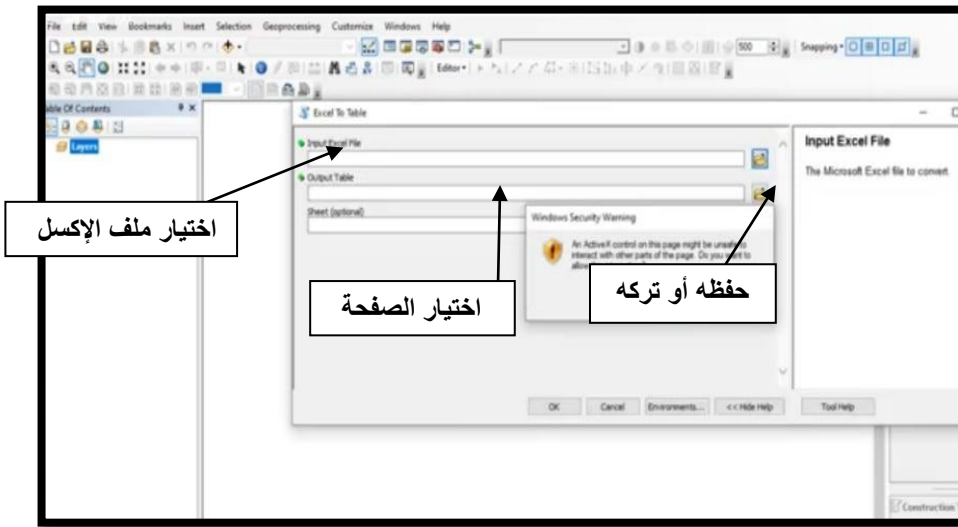 File Edit View Bookmarks Insert Selection Geoprocessing Customize Windows Help
500 Snapping
Editor
Table Of Contents
Layers
Excel To Table
Input Excel File
Output Table
Sheet (optional)
Input Excel File
The Microsoft Excel file to convert.
Windows Security Warning
An ActiveX control on this page might be unsafe to
interact with other parts of the page. Do you want to
اختيار ملف الإكسل
اختيار الصفحة
حفظه أو تركه
OK Cancel Environments... << Hide Help Tool Help
Construction